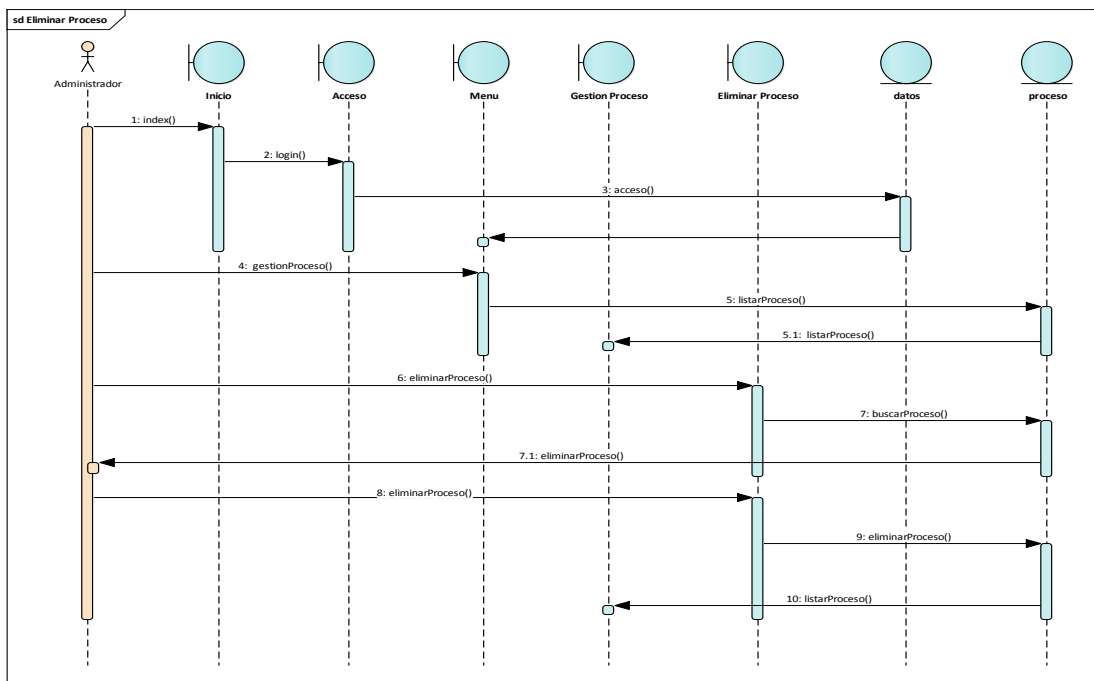 sd Eliminar Proceso
Administrador
Inicio
Acceso
Menu
Gestion Proceso
Eliminar Proceso
datos
proceso
1: index()
2: login()
3: acceso()
4:  gestionProceso()
5: listarProceso()
5.1:  listarProceso()
6: eliminarProceso()
7: buscarProceso()
7.1: eliminarProceso()
8: eliminarProceso()
9: eliminarProceso()
10: listarProceso()